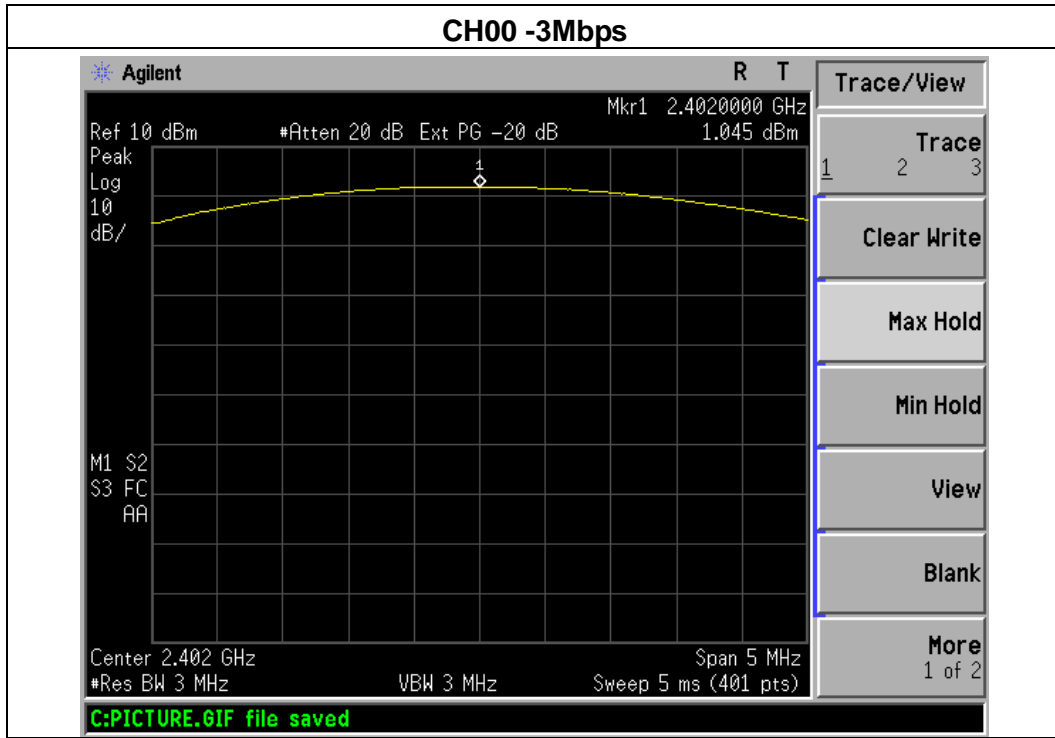 CH00 -3Mbps
Agilent R T
Trace/View
Mkr1 2.4020000 GHz
Ref 10 dBm #Atten 20 dB Ext PG -20 dB 1.045 dBm
Peak
Log
10
dB/
1
M1 S2
S3 FC
AA
Center 2.402 GHz Span 5 MHz
#Res BW 3 MHz VBW 3 MHz Sweep 5 ms (401 pts)
C:PICTURE.GIF file saved
Trace
1 2 3
Clear Write
Max Hold
Min Hold
View
Blank
More
1 of 2